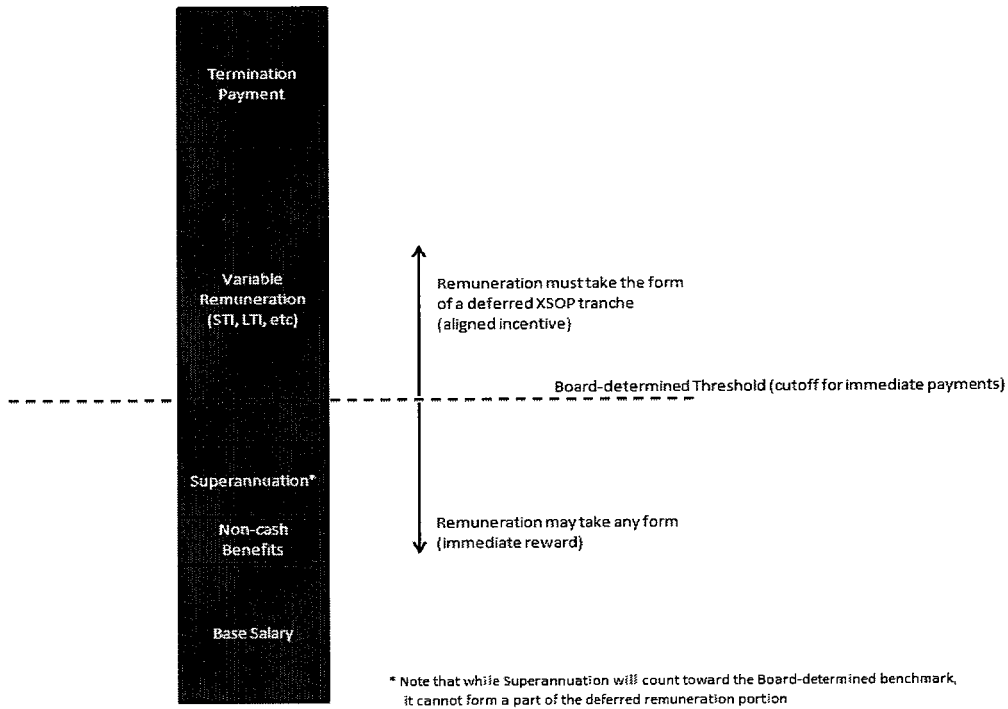 Termination
Payment
Variable
Remuneration
(STI, LTI, etc)
Remuneration must take the form
of a deferred XSOP tranche
(aligned incentive)
Board-determined Threshold (cutoff for immediate payments)
Superannuation*
Non-cash
Benefits
Remuneration may take any form
(immediate reward)
Base Salary
* Note that while Superannuation will count toward the Board-determined benchmark,
it cannot form a part of the deferred remuneration portion